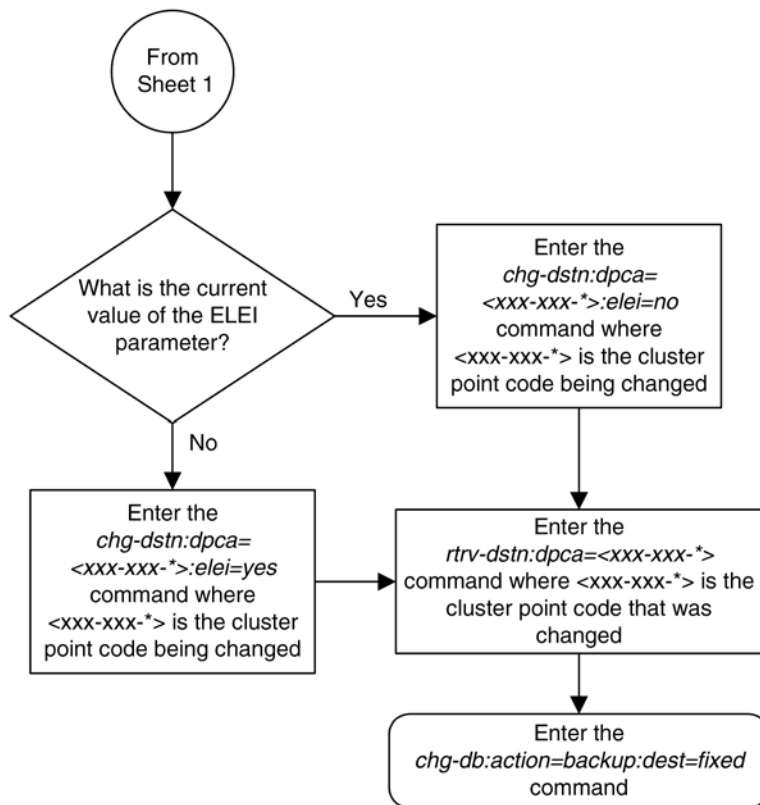 From
Sheet 1
What is the current
value of the ELEI
parameter?
Yes
Enter the
chg-dstn:dpca=
<xxx-xxx-*>:elei=no
command where
<xxx-xxx-*> is the cluster
point code being changed
No
Enter the
chg-dstn:dpca=
<xxx-xxx-*>:elei=yes
command where
<xxx-xxx-*> is the cluster
point code being changed
Enter the
rtrv-dstn:dpca=<xxx-xxx-*>
command where <xxx-xxx-*> is the
cluster point code that was
changed
Enter the
chg-db:action=backup:dest=fixed
command